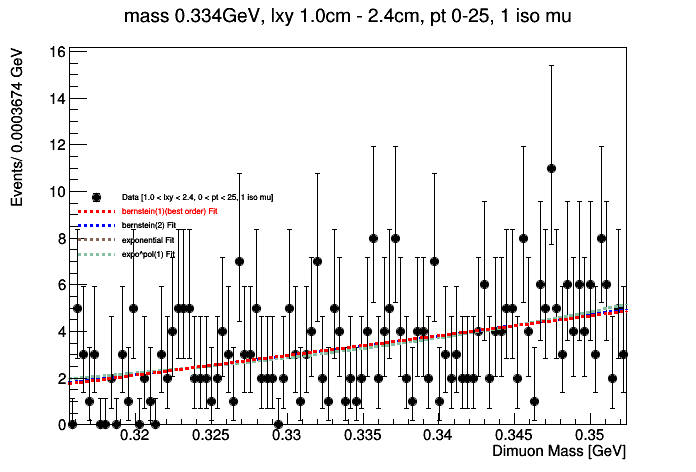 mass 0.334GeV, lxy 1.0cm - 2.4cm, pt 0-25, 1 iso mu
Events/ 0.0003674 GeV
16
14
12
10
8
6
4
2
0
Data [1.0 < lxy < 2.4, 0 < pt < 25, 1 iso mu]
bernstein(1)(best order) Fit
bernstein(2) Fit
exponential Fit
expo*pol(1) Fit
0.32 0.325 0.33 0.335 0.34 0.345 0.35
Dimuon Mass [GeV]